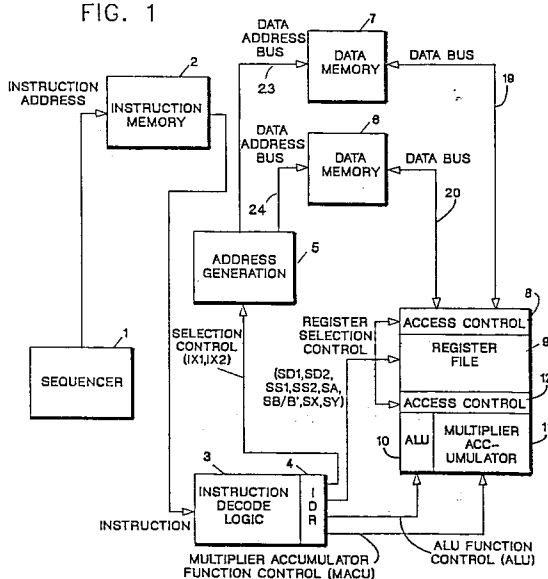 FIG. 1
DATA
ADDRESS
BUS
7
DATA
MEMORY
DATA BUS
23
19
2
INSTRUCTION
ADDRESS
INSTRUCTION
MEMORY
DATA
ADDRESS
BUS
6
DATA
MEMORY
DATA BUS
24
20
ADDRESS
GENERATION
5
1
SEQUENCER
SELECTION
CONTROL
(IX1,IX2)
REGISTER
SELECTION
CONTROL
(SD1, SD2,
SS1, SS2, SA,
SB/B', SX, SY)
8
ACCESS CONTROL
REGISTER
FILE
9
12
ACCESS CONTROL
10
ALU
MULTIPLIER
ACC-
UMULATOR
11
3
INSTRUCTION
DECODE
LOGIC
4
I
D
R
INSTRUCTION
MULTIPLIER ACCUMULATOR
FUNCTION CONTROL (MACU)
ALU FUNCTION
CONTROL (ALU)